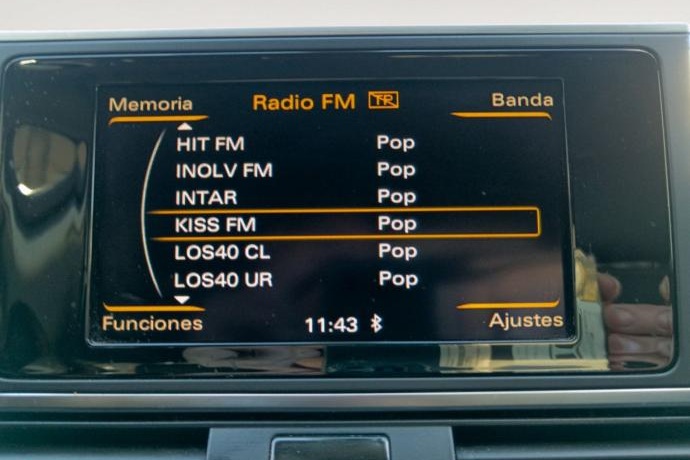 Memoria Radio FM TP Banda
HIT FM Pop
INOLV FM Pop
INTAR Pop
KISS FM Pop
LOS40 CL Pop
LOS40 UR Pop
Funciones 11:43 Ajustes